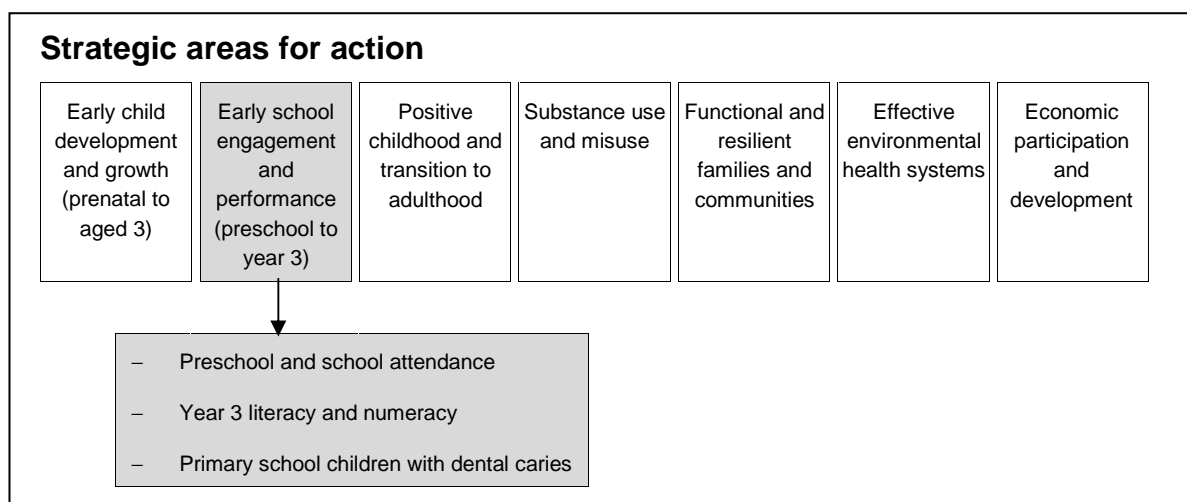 Strategic areas for action
Early child
development
and growth
(prenatal to
aged 3)
Early school
engagement
and
performance
(preschool to
year 3)
Positive
childhood and
transition to
adulthood
Substance use
and misuse
Functional and
resilient
families and
communities
Effective
environmental
health systems
Economic
participation
and
development
– Preschool and school attendance
– Year 3 literacy and numeracy
– Primary school children with dental caries